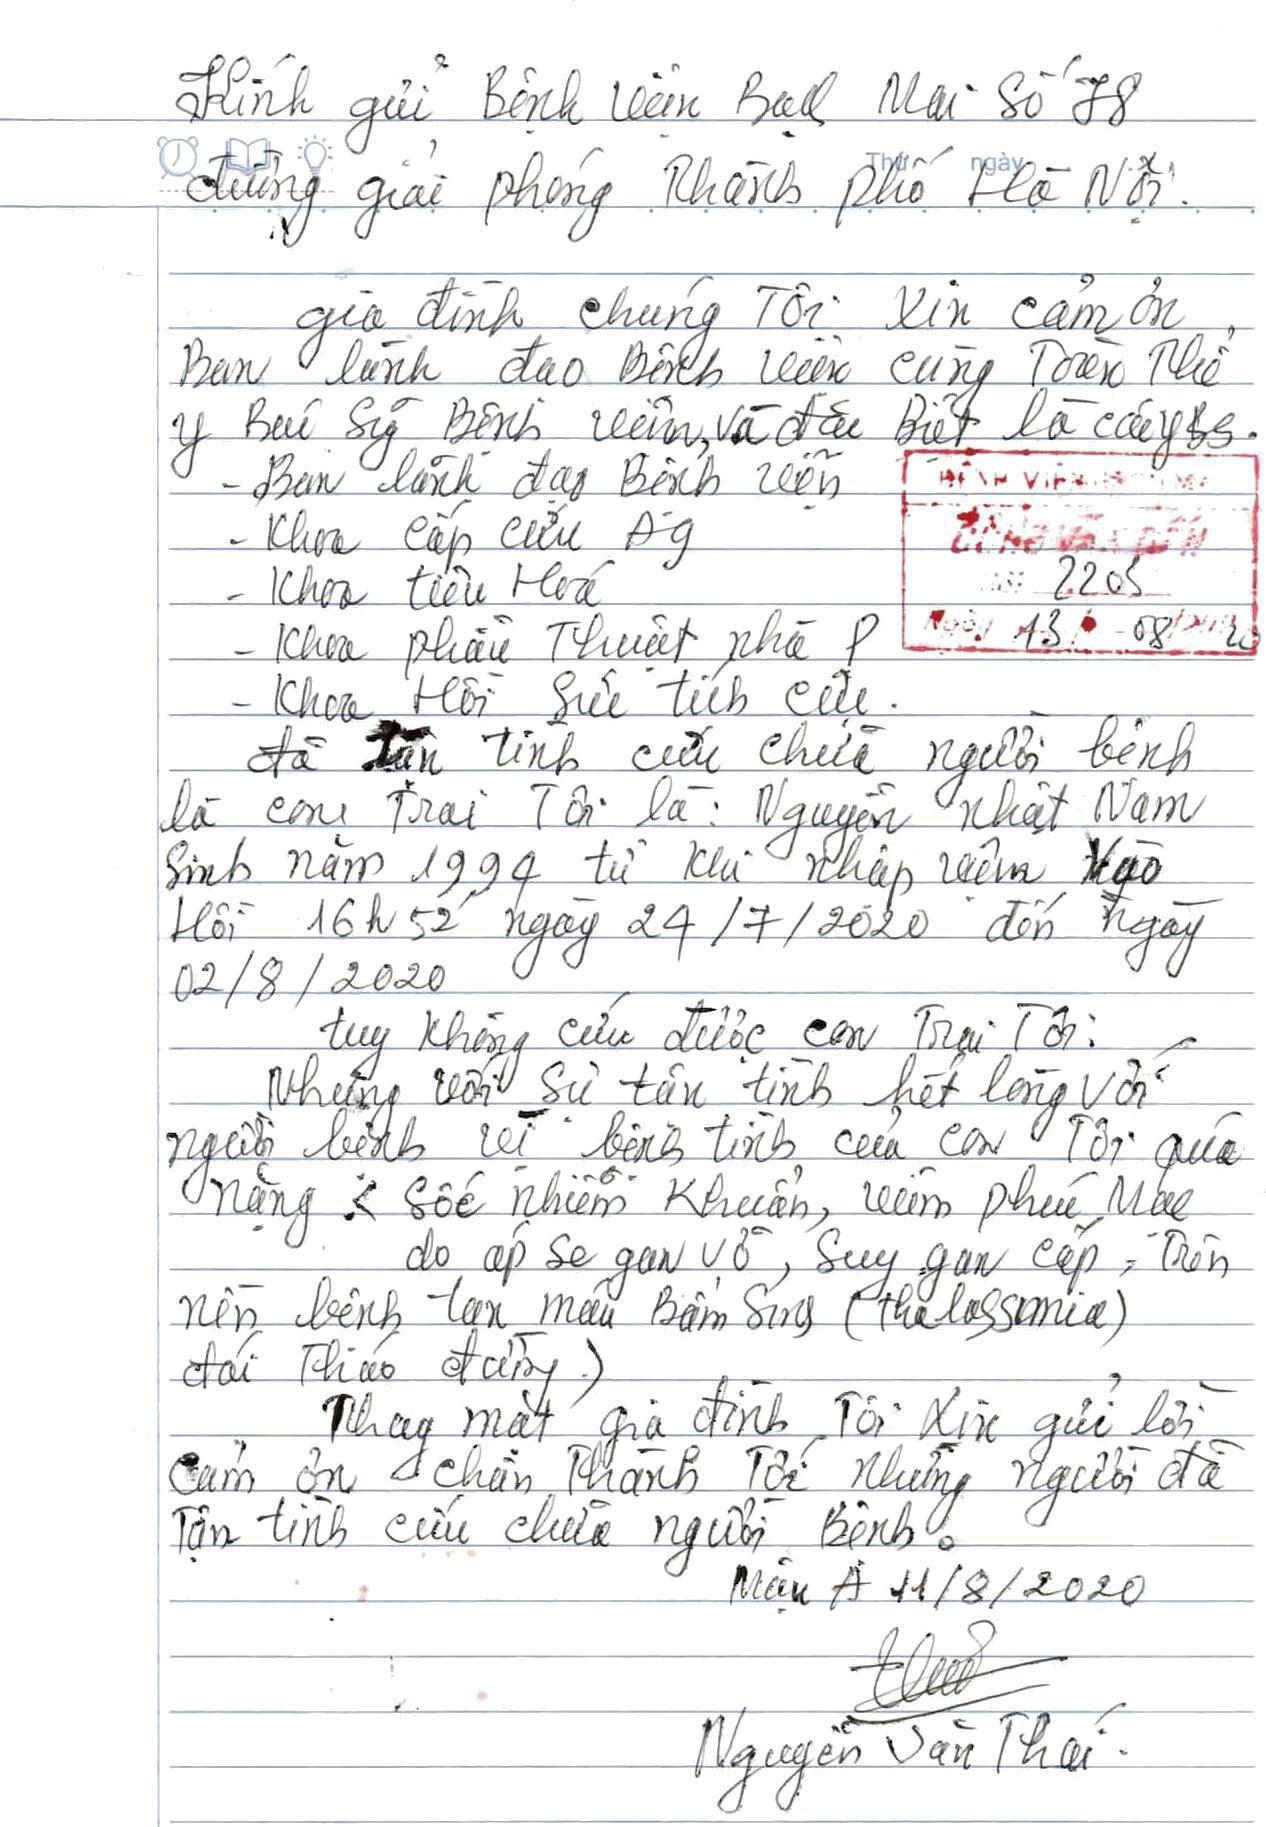 Kính gửi Bệnh viện Bạch Mai số 78
Thứ ngày
đường giải phóng Thành phố Hà Nội.
gia đình chúng Tôi xin cảm ơn
Ban lãnh đạo Bệnh viện cùng Toàn Thể
y Bác Sỹ Bệnh viện, và đặc Biệt là các y bs.
- Ban lãnh đạo Bệnh viện
BỆNH VIỆN BẠCH MAI
- Khoa cấp cứu A9
CÔNG VĂN ĐẾN
- Khoa tiêu Hoá
2205
- Khoa phẫu Thuật nhà P
Ngày 13 08 20
- Khoa Hồi Sức tích cực.
đã tận tình cứu chữa người bệnh
là con Trai Tôi là: Nguyễn nhật Nam
Sinh năm 1994 từ khi nhập viện vào
Hồi 16h52 ngày 24/7/2020 đến ngày
02/8/2020
tuy không cứu được con Trai Tôi.
Nhưng với sự tận tình hết lòng với
người bệnh vì bệnh tình của con Tôi quá
nặng: Sốc nhiễm khuẩn, viêm phúc Mạc
do áp se gan vỡ, Suy gan cấp, Trên
nền bệnh tan máu Bẩm Sinh (thalassemia)
đái Tháo đường)
Thay mặt gia đình Tôi xin gửi lời
cảm ơn chân Thành Tới những người đã
Tận tình cứu chữa người Bệnh.
Mậu A 11/8/2020
Nguyễn Văn Thái.